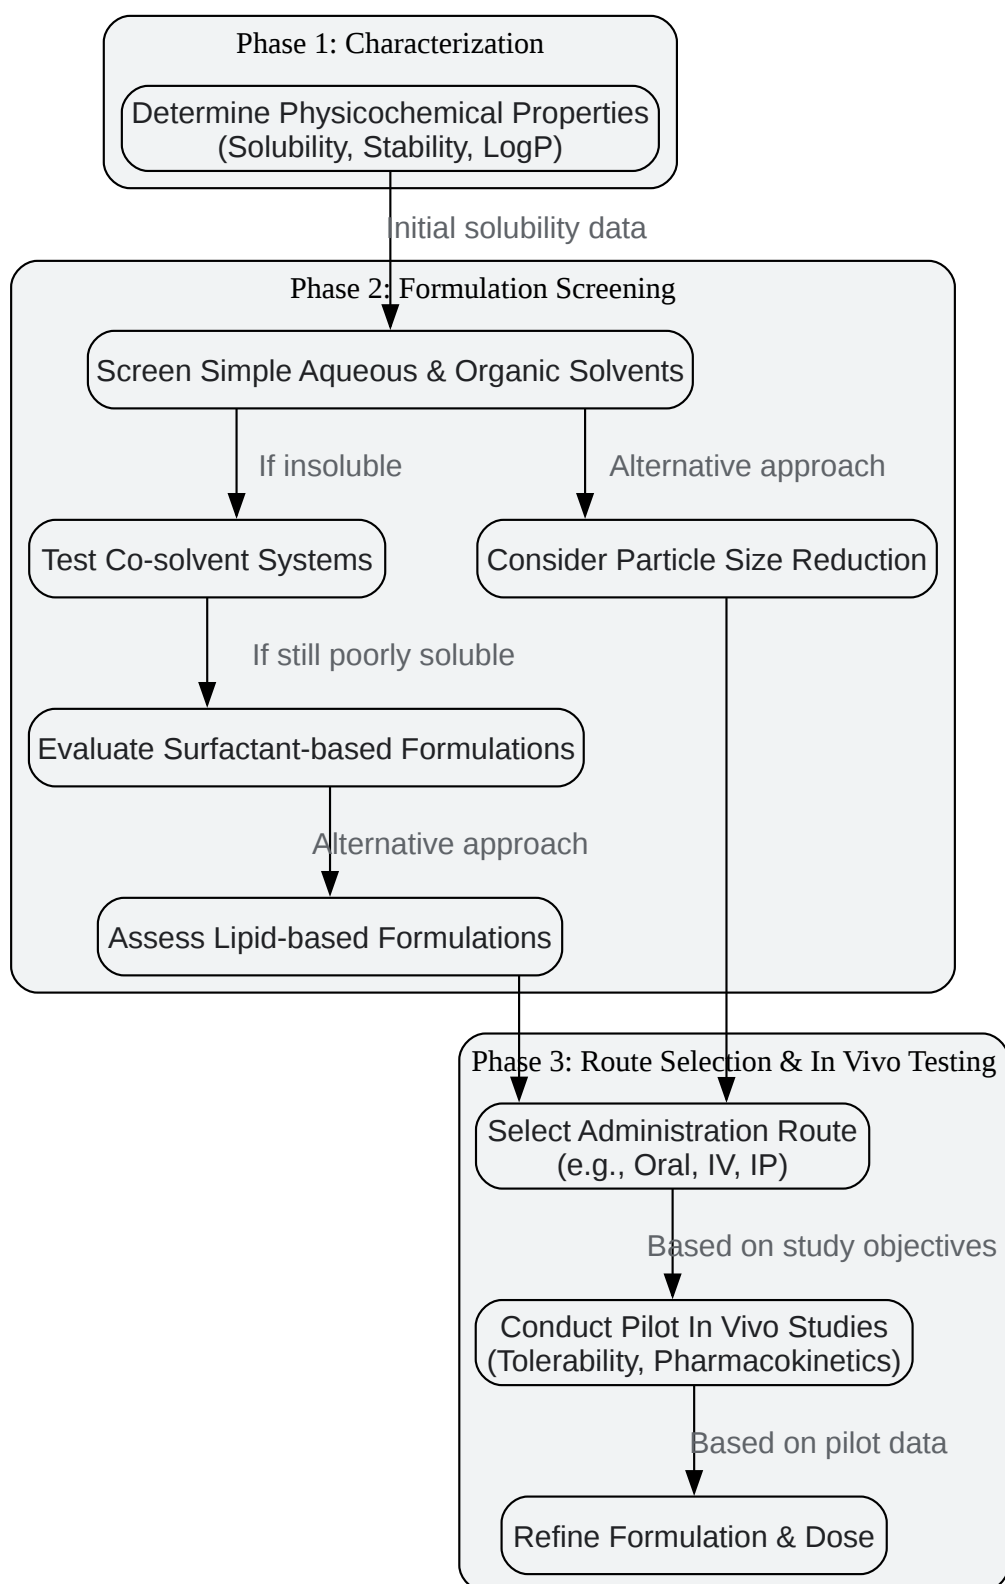 Phase 1: Characterization
Determine Physicochemical Properties
(Solubility, Stability, LogP)
Initial solubility data
Phase 2: Formulation Screening
Screen Simple Aqueous & Organic Solvents
If insoluble
Alternative approach
Test Co-solvent Systems
Consider Particle Size Reduction
If still poorly soluble
Evaluate Surfactant-based Formulations
Alternative approach
Assess Lipid-based Formulations
Phase 3: Route Selection & In Vivo Testing
Select Administration Route
(e.g., Oral, IV, IP)
Based on study objectives
Conduct Pilot In Vivo Studies
(Tolerability, Pharmacokinetics)
Based on pilot data
Refine Formulation & Dose